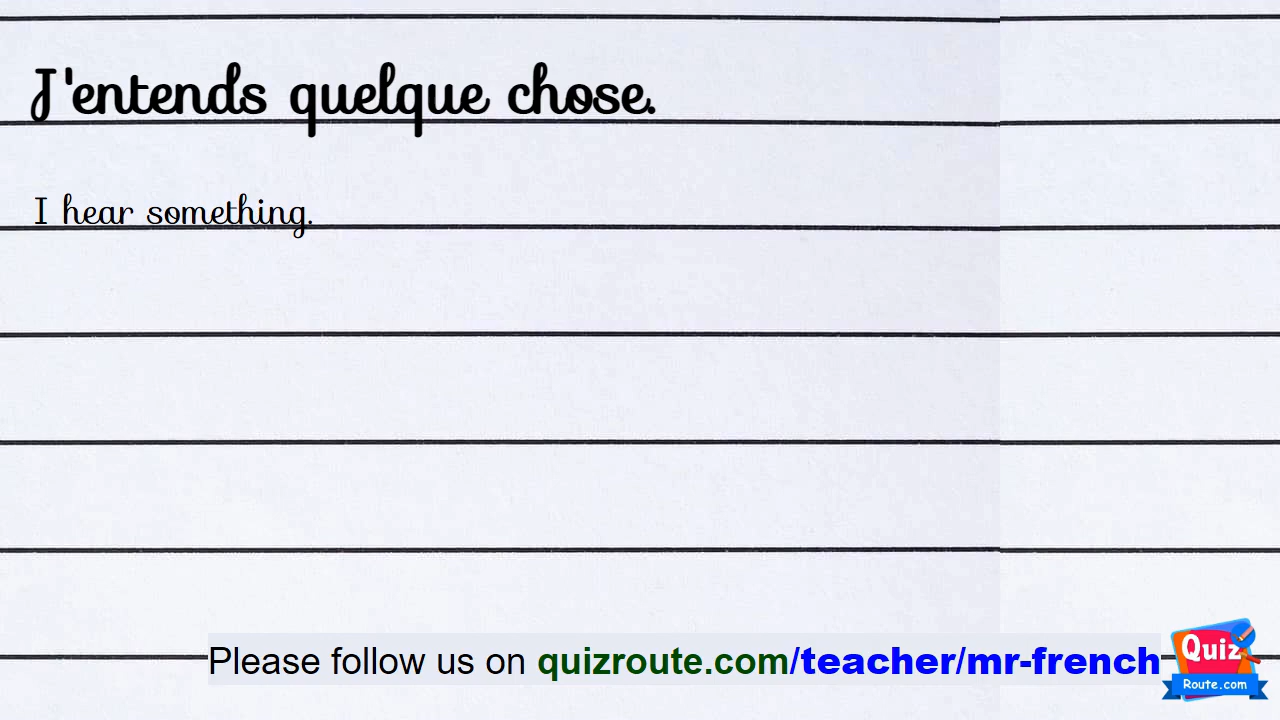 J'entends quelque chose.
I hear something.
Please follow us on quizroute.com/teacher/mr-french
Quiz
Route.com